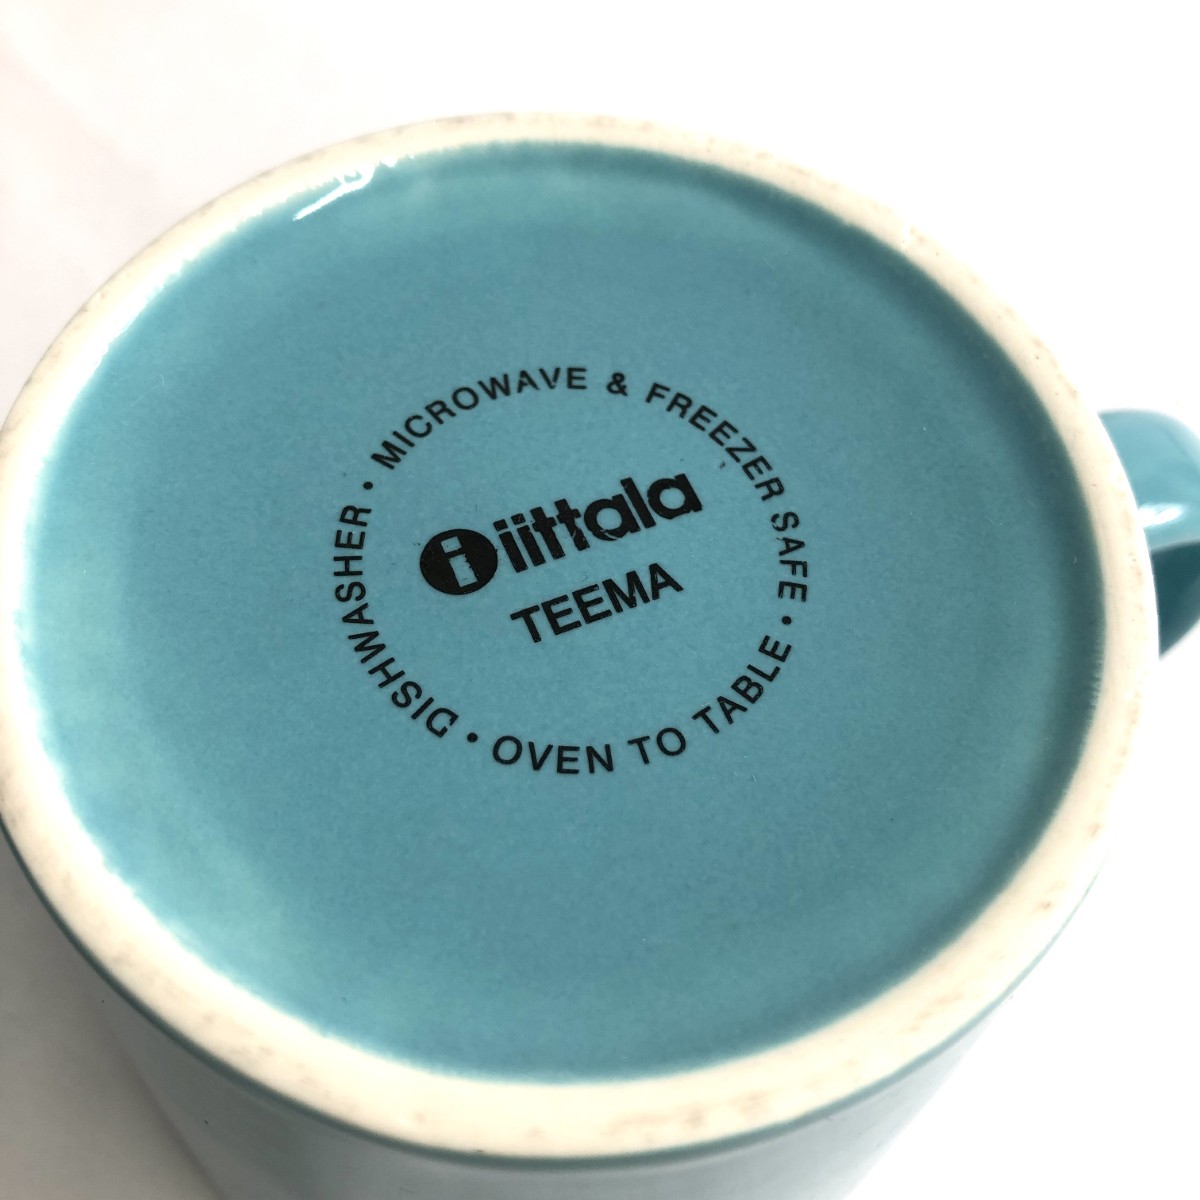 MICROWAVE & FREEZER SAFE • OVEN TO TABLE • DISHWASHER •
i iittala
TEEMA